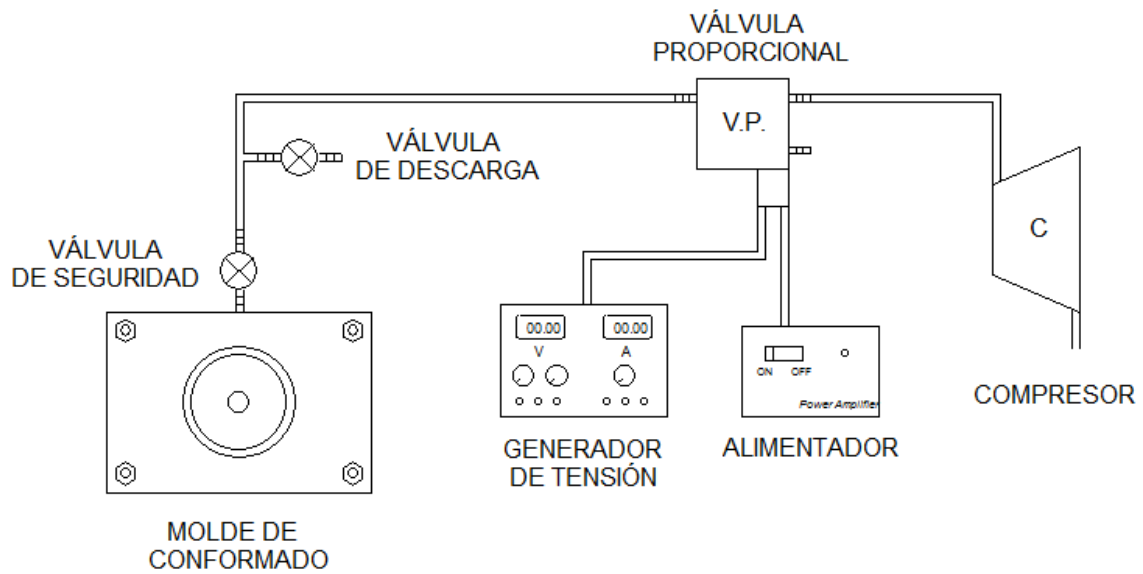 VÁLVULA
PROPORCIONAL
V.P.
VÁLVULA
DE DESCARGA
C
VÁLVULA
DE SEGURIDAD
00.00
00.00
V
A
ON OFF
Power Amplifier
COMPRESOR
GENERADOR
DE TENSIÓN
ALIMENTADOR
MOLDE DE
CONFORMADO